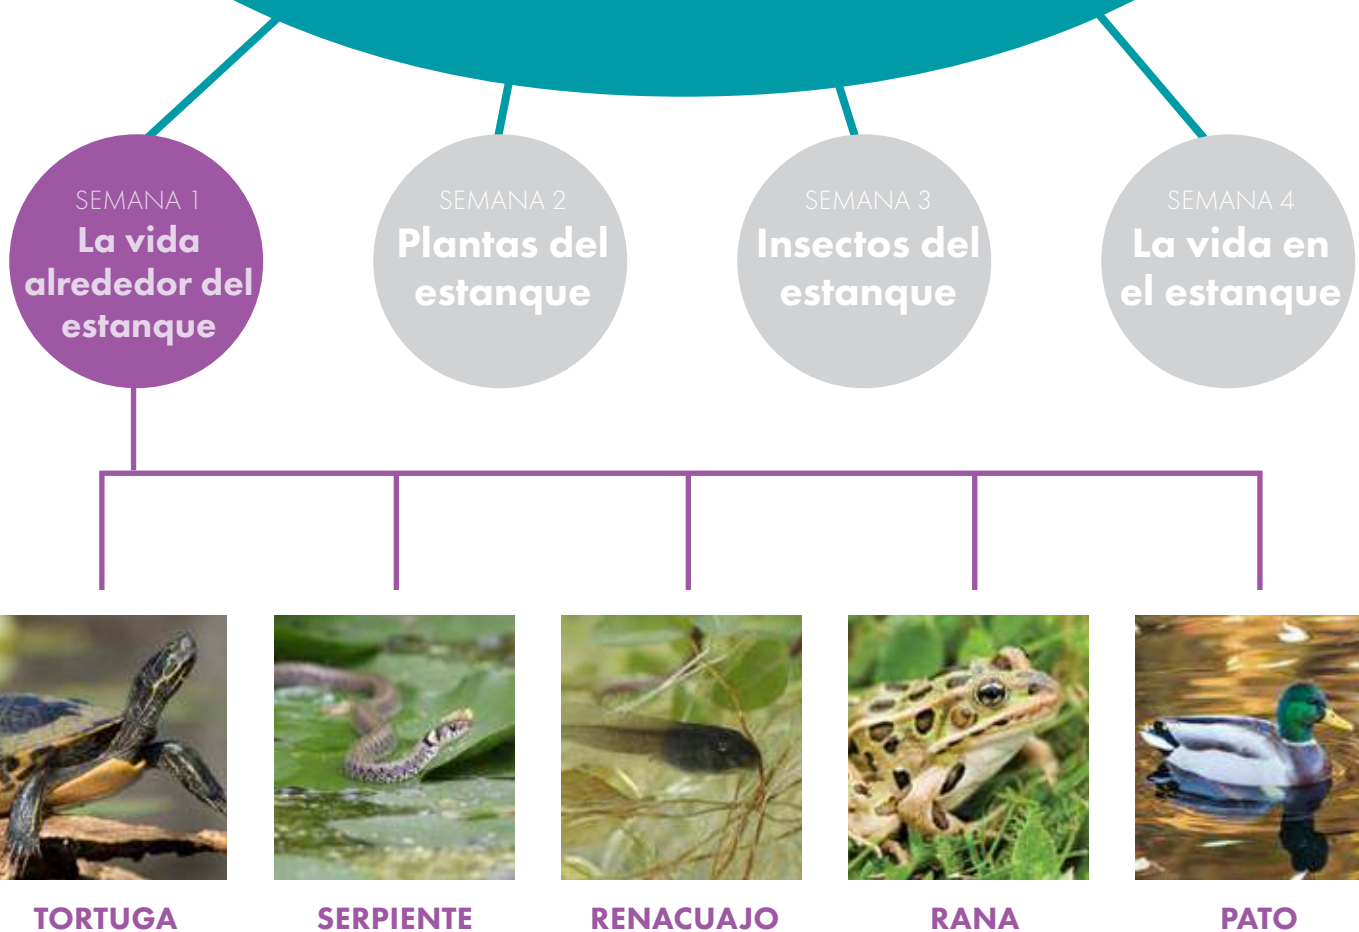 SEMANA 1
La vida
alrededor del
estanque
SEMANA 2
Plantas del
estanque
SEMANA 3
Insectos del
estanque
SEMANA 4
La vida en
el estanque
TORTUGA
SERPIENTE
RENACUAJO
RANA
PATO